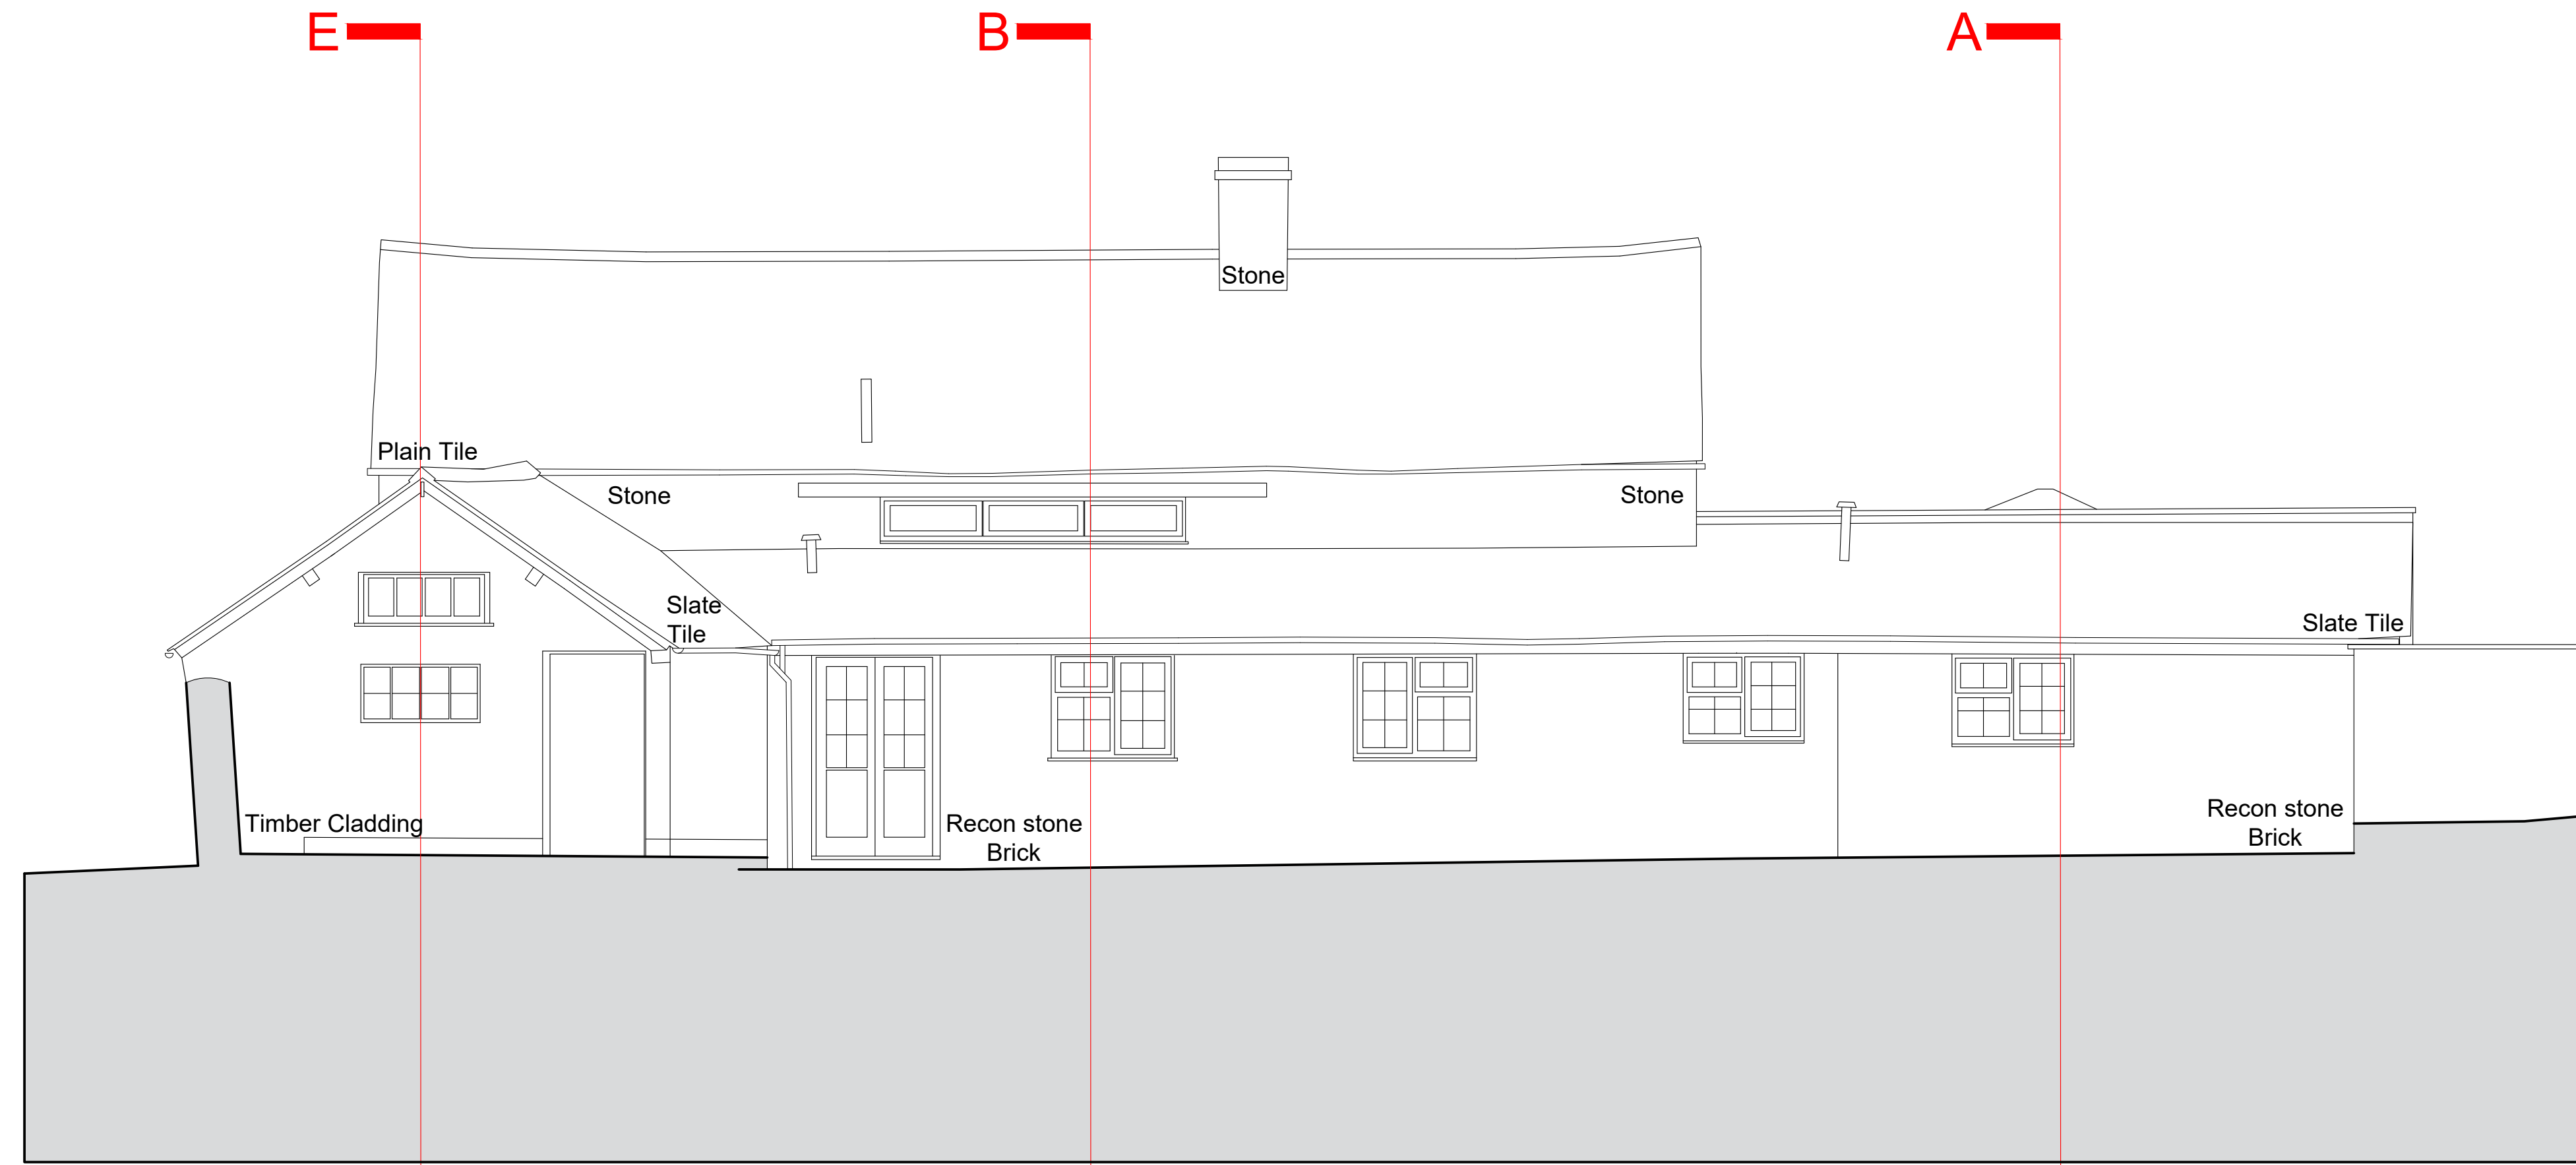 E
B
A
Stone
Plain Tile
Stone
Stone
Slate
Tile
Slate Tile
Timber Cladding
Recon stone
Brick
Recon stone
Brick